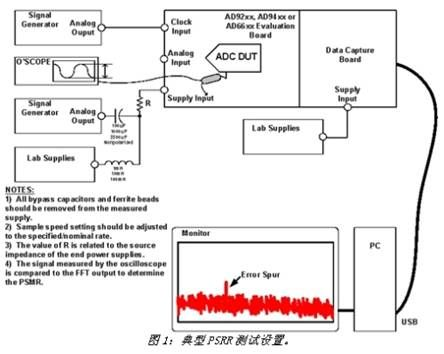 Signal
Generator
Analog
Ouput
Clock
Input
AD92xx, AD94xx or
AD66xx Evaluation
Board
Analog
Input
ADC DUT
Data Capture
Board
O'SCOPE
Supply Input
Supply
Input
Signal
Generator
Analog
Ouput
R
Nonpolarized
Lab Supplies
Lab Supplies
NOTES:
1) All bypass capacitors and ferrite beads
should be removed from the measured
supply.
2) Sample speed setting should be adjusted
to the specified/nominal rate.
3) The value of R is related to the source
impedance of the end power supplies.
4) The signal measured by the oscilloscope
is compared to the FFT output to determine
the PSMR.
Monitor
Error Spur
PC
USB
图1：典型PSRR测试设置。